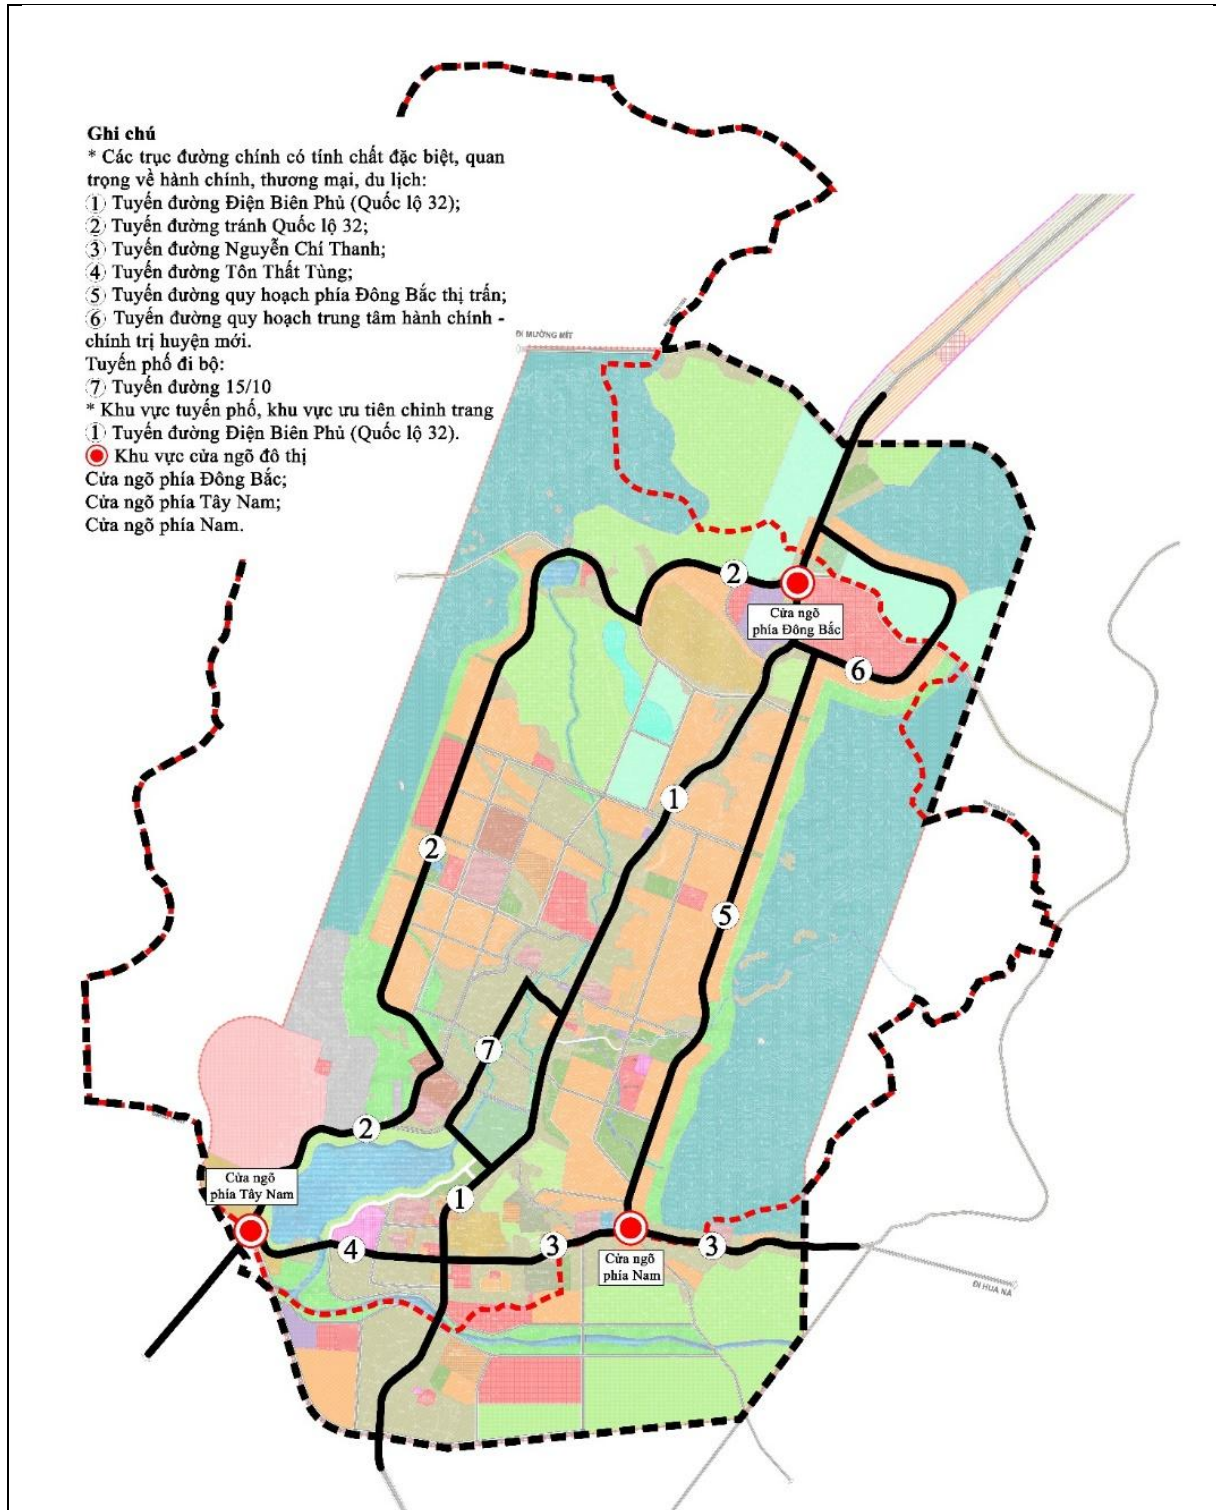 Ghi chú
* Các trục đường chính có tính chất đặc biệt, quan
trọng về hành chính, thương mại, du lịch:
1 Tuyến đường Điện Biên Phủ (Quốc lộ 32);
2 Tuyến đường tránh Quốc lộ 32;
3 Tuyến đường Nguyễn Chí Thanh;
4 Tuyến đường Tôn Thất Tùng;
5 Tuyến đường quy hoạch phía Đông Bắc thị trấn;
6 Tuyến đường quy hoạch trung tâm hành chính -
chính trị huyện mới.
Tuyến phố đi bộ:
7 Tuyến đường 15/10
* Khu vực tuyến phố, khu vực ưu tiên chỉnh trang
1 Tuyến đường Điện Biên Phủ (Quốc lộ 32).
Khu vực cửa ngõ đô thị
Cửa ngõ phía Đông Bắc;
Cửa ngõ phía Tây Nam;
Cửa ngõ phía Nam.
ĐI MƯỜNG MÍT
2
Cửa ngõ
phía Đông Bắc
6
1
2
5
7
2
Cửa ngõ
phía Tây Nam
1
4
3
3
Cửa ngõ
phía Nam
ĐI HUA NÀ